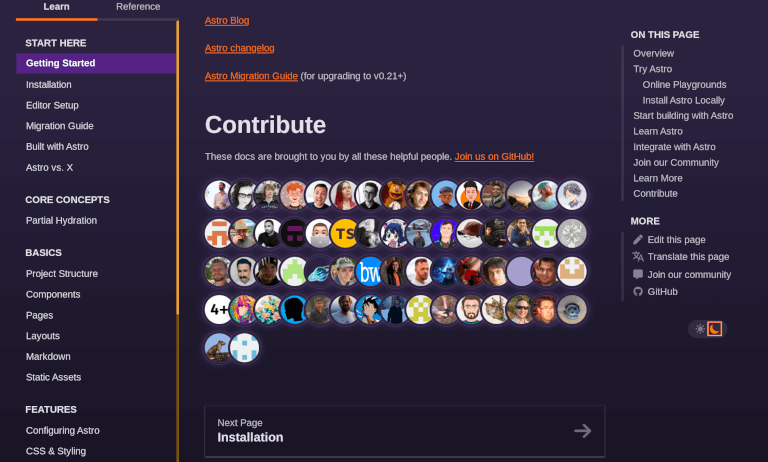 Learn
Reference
START HERE
Getting Started
Installation
Editor Setup
Migration Guide
Built with Astro
Astro vs. X
CORE CONCEPTS
Partial Hydration
BASICS
Project Structure
Components
Pages
Layouts
Markdown
Static Assets
FEATURES
Configuring Astro
CSS & Styling
Astro Blog
Astro changelog
Astro Migration Guide (for upgrading to v0.21+)
Contribute
These docs are brought to you by all these helpful people. Join us on GitHub!
TS
bw
4+
Next Page
Installation
ON THIS PAGE
Overview
Try Astro
Online Playgrounds
Install Astro Locally
Start building with Astro
Learn Astro
Integrate with Astro
Join our Community
Learn More
Contribute
MORE
Edit this page
Translate this page
Join our community
GitHub